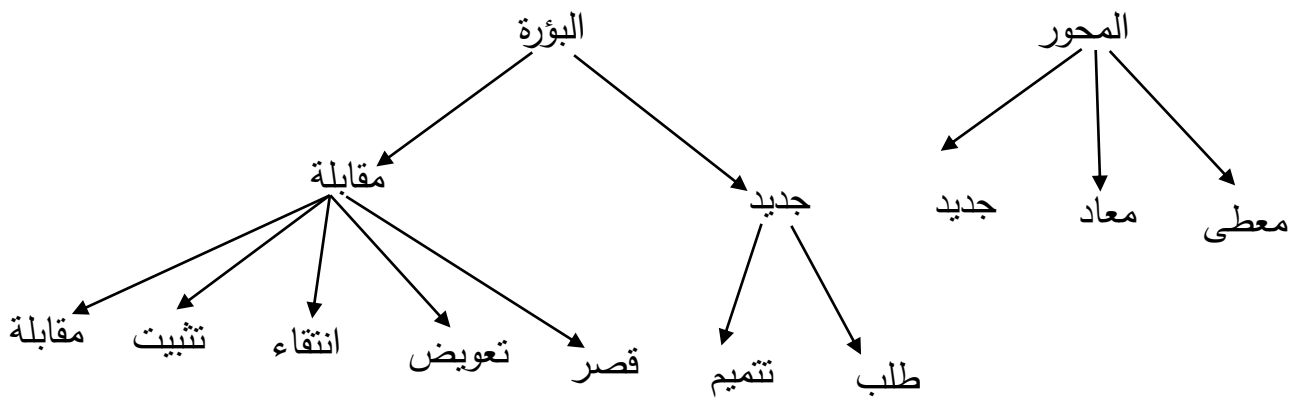 المحور
البؤرة
معطى
معاد
جديد
جديد
مقابلة
طلب
تتميم
قصر
تعويض
انتقاء
تثبيت
مقابلة